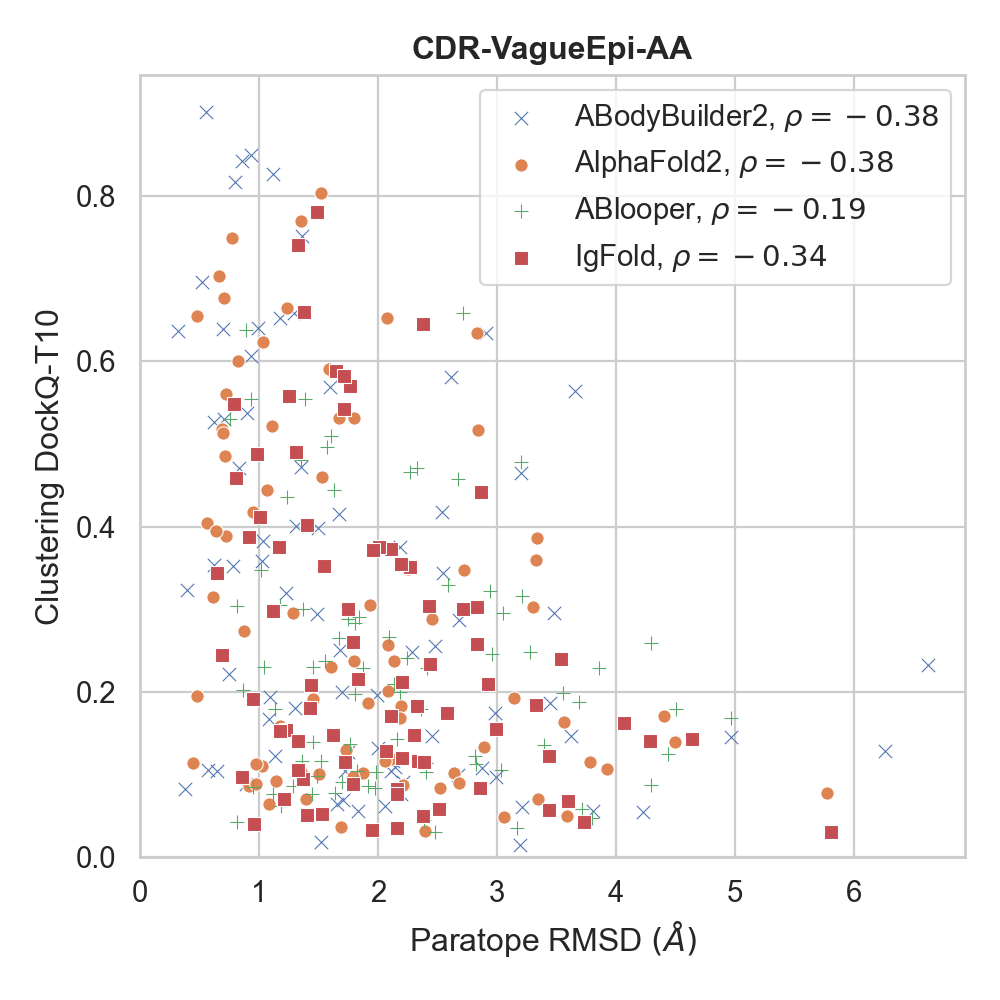 CDR-VagueEpi-AA
ABodyBuilder2, ρ = −0.38
AlphaFold2, ρ = −0.38
ABlooper, ρ = −0.19
IgFold, ρ = −0.34
Clustering DockQ-T10
0.8
0.6
0.4
0.2
0.0
0 1 2 3 4 5 6
Paratope RMSD (Å)